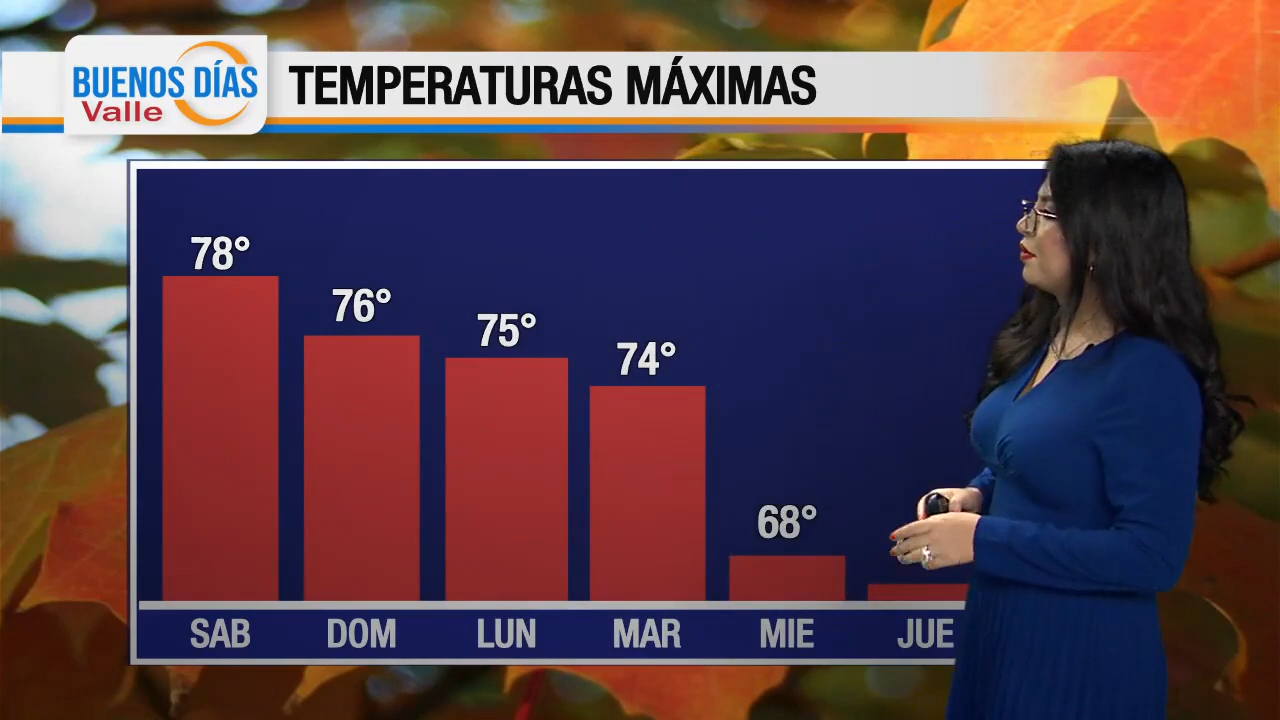 BUENOS DÍAS
Valle
TEMPERATURAS MÁXIMAS
78°
76°
75°
74°
68°
SAB
DOM
LUN
MAR
MIE
JUE